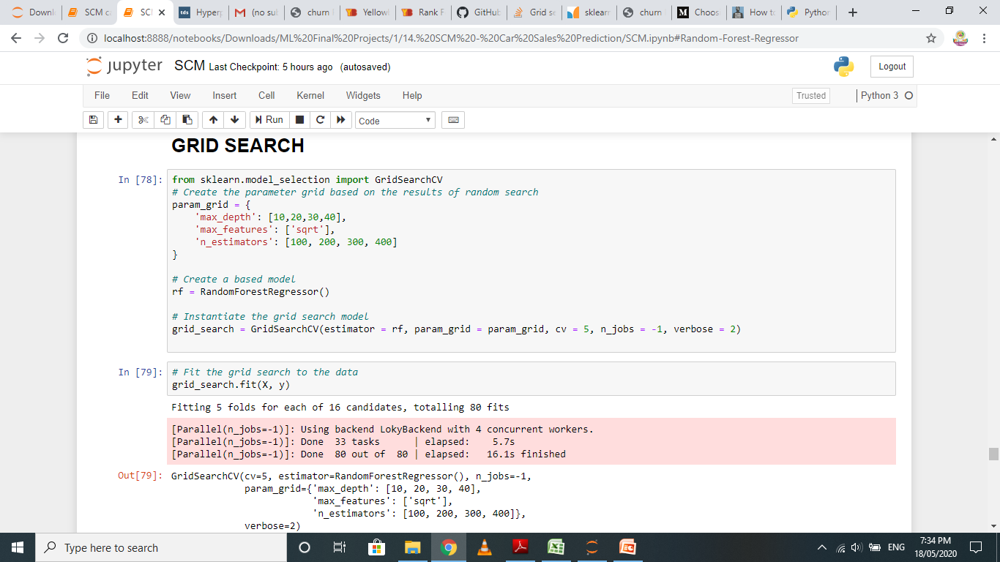 Downl
SCM ca
SCM
Hyperp
(no sub
churn
Yellowl
Rank F
GitHub
Grid se
sklearn
churn
Choos
How to
Python
localhost:8888/notebooks/Downloads/ML%20Final%20Projects/1/14.%20SCM%20-%20Car%20Sales%20Prediction/SCM.ipynb#Random-Forest-Regressor
jupyter SCM Last Checkpoint: 5 hours ago (autosaved)
Logout
File Edit View Insert Cell Kernel Widgets Help
Trusted
Python 3
Run
Code
GRID SEARCH
In [78]:
from sklearn.model_selection import GridSearchCV
# Create the parameter grid based on the results of random search
param_grid = {
    'max_depth': [10,20,30,40],
    'max_features': ['sqrt'],
    'n_estimators': [100, 200, 300, 400]
}
# Create a based model
rf = RandomForestRegressor()
# Instantiate the grid search model
grid_search = GridSearchCV(estimator = rf, param_grid = param_grid, cv = 5, n_jobs = -1, verbose = 2)
In [79]:
# Fit the grid search to the data
grid_search.fit(X, y)
Fitting 5 folds for each of 16 candidates, totalling 80 fits
[Parallel(n_jobs=-1)]: Using backend LokyBackend with 4 concurrent workers.
[Parallel(n_jobs=-1)]: Done  33 tasks      | elapsed:    5.7s
[Parallel(n_jobs=-1)]: Done  80 out of  80 | elapsed:   16.1s finished
Out[79]:
GridSearchCV(cv=5, estimator=RandomForestRegressor(), n_jobs=-1,
             param_grid={'max_depth': [10, 20, 30, 40],
                         'max_features': ['sqrt'],
                         'n_estimators': [100, 200, 300, 400]},
             verbose=2)
Type here to search
ENG
7:34 PM
18/05/2020